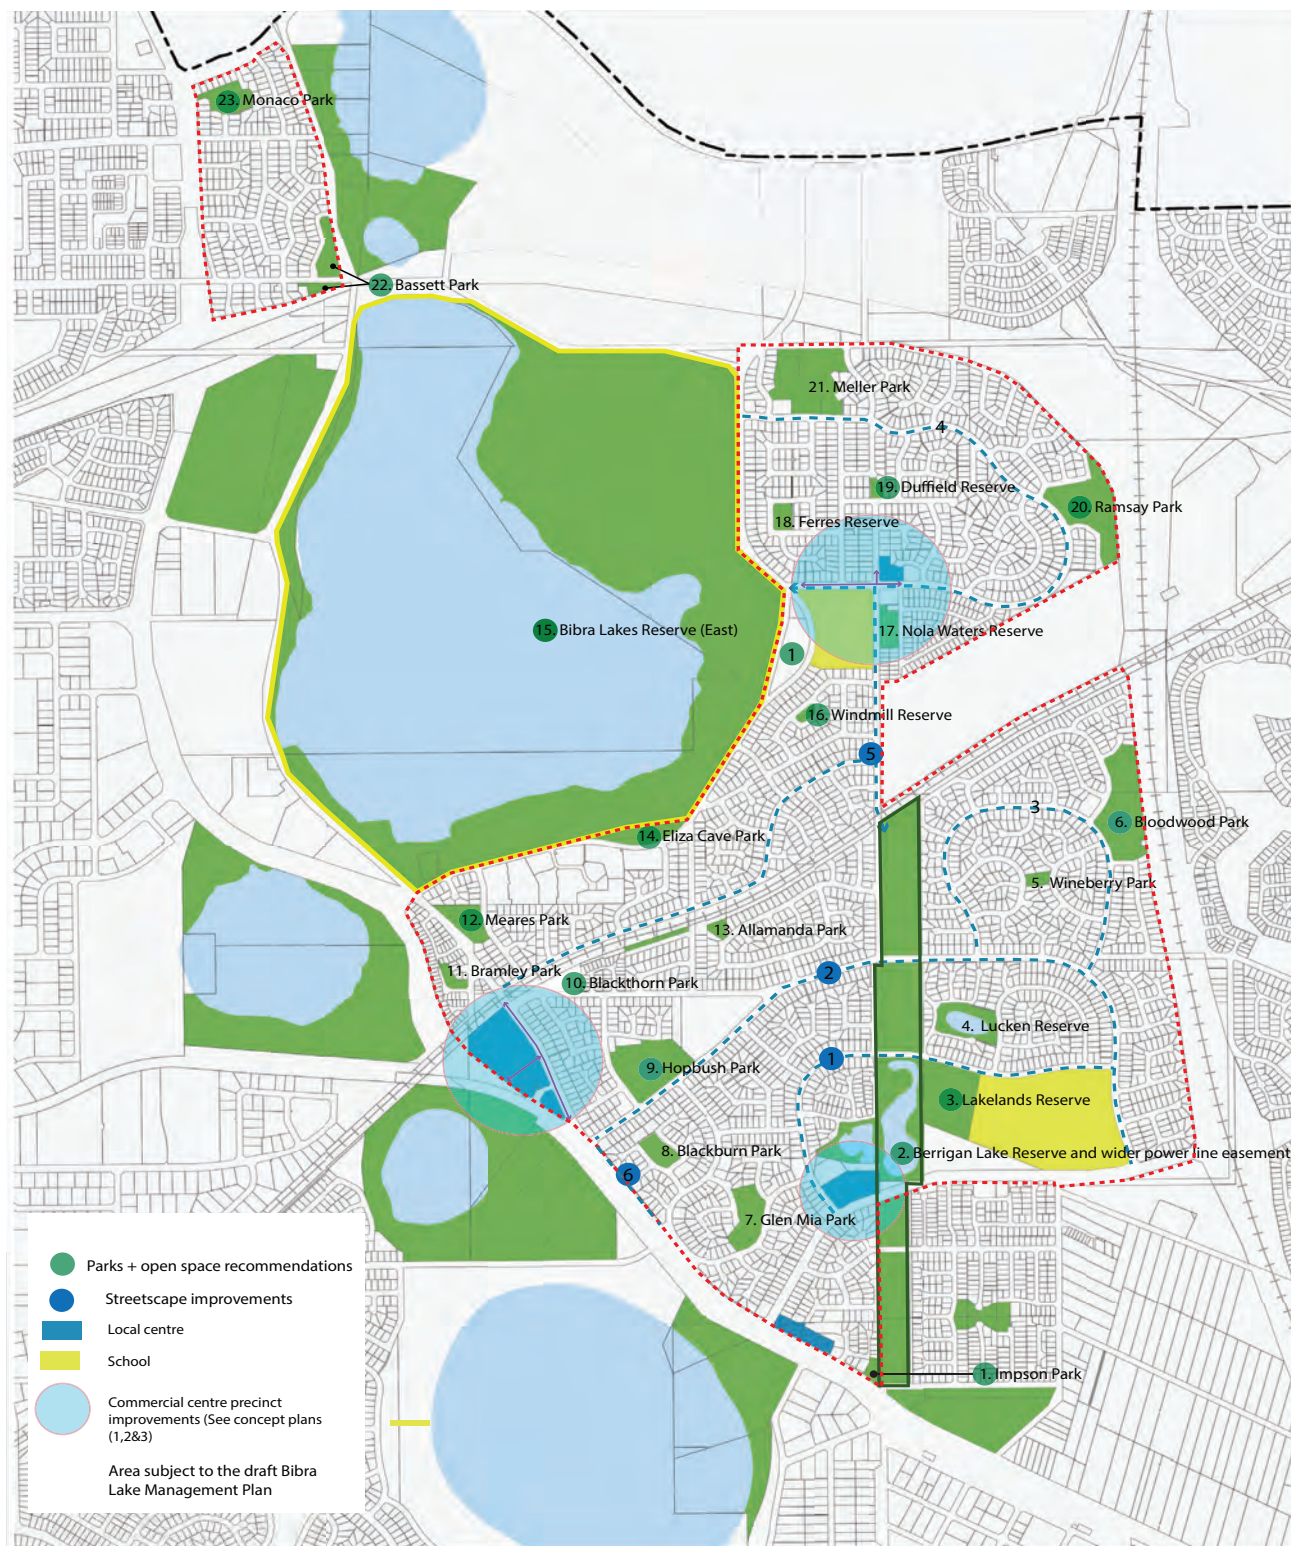 23. Monaco Park
22. Bassett Park
21. Meller Park
4
19. Duffield Reserve
20. Ramsay Park
18. Ferres Reserve
15. Bibra Lakes Reserve (East)
17. Nola Waters Reserve
1
16. Windmill Reserve
5
3
14. Eliza Cave Park
6. Bloodwood Park
5. Wineberry Park
12. Meares Park
13. Allamanda Park
11. Bramley Park
2
10. Blackthorn Park
4. Lucken Reserve
1
9. Hopbush Park
3. Lakelands Reserve
8. Blackburn Park
2. Berrigan Lake Reserve and wider power line easement
6
7. Glen Mia Park
1. Impson Park
Parks + open space recommendations
Streetscape improvements
Local centre
School
Commercial centre precinct
improvements (See concept plans
(1,2&3)
Area subject to the draft Bibra
Lake Management Plan